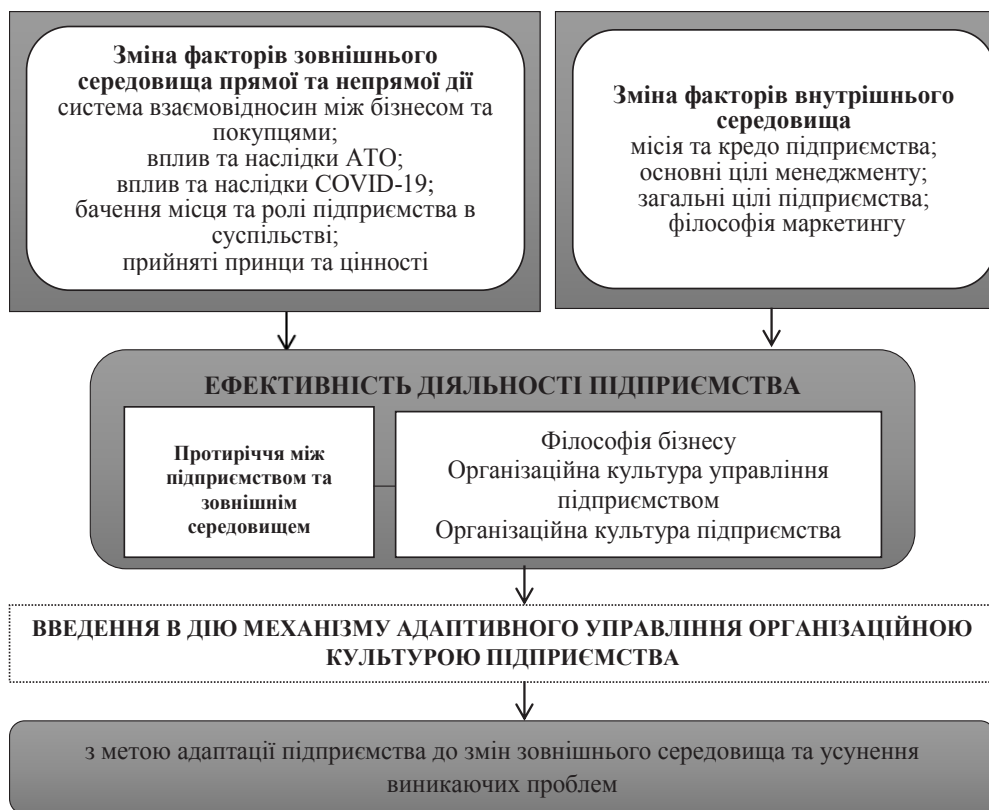 Зміна факторів зовнішнього
середовища прямої та непрямої дії
система взаємовідносин між бізнесом та
покупцями;
вплив та наслідки АТО;
вплив та наслідки COVID-19;
бачення місця та ролі підприємства в
суспільстві;
прийняті принци та цінності
Зміна факторів внутрішнього
середовища
місія та кредо підприємства;
основні цілі менеджменту;
загальні цілі підприємства;
філософія маркетингу
ЕФЕКТИВНІСТЬ ДІЯЛЬНОСТІ ПІДПРИЄМСТВА
Протиріччя між
підприємством та
зовнішнім
середовищем
Філософія бізнесу
Організаційна культура управління
підприємством
Організаційна культура підприємства
ВВЕДЕННЯ В ДІЮ МЕХАНІЗМУ АДАПТИВНОГО УПРАВЛІННЯ ОРГАНІЗАЦІЙНОЮ
КУЛЬТУРОЮ ПІДПРИЄМСТВА
з метою адаптації підприємства до змін зовнішнього середовища та усунення
виникаючих проблем